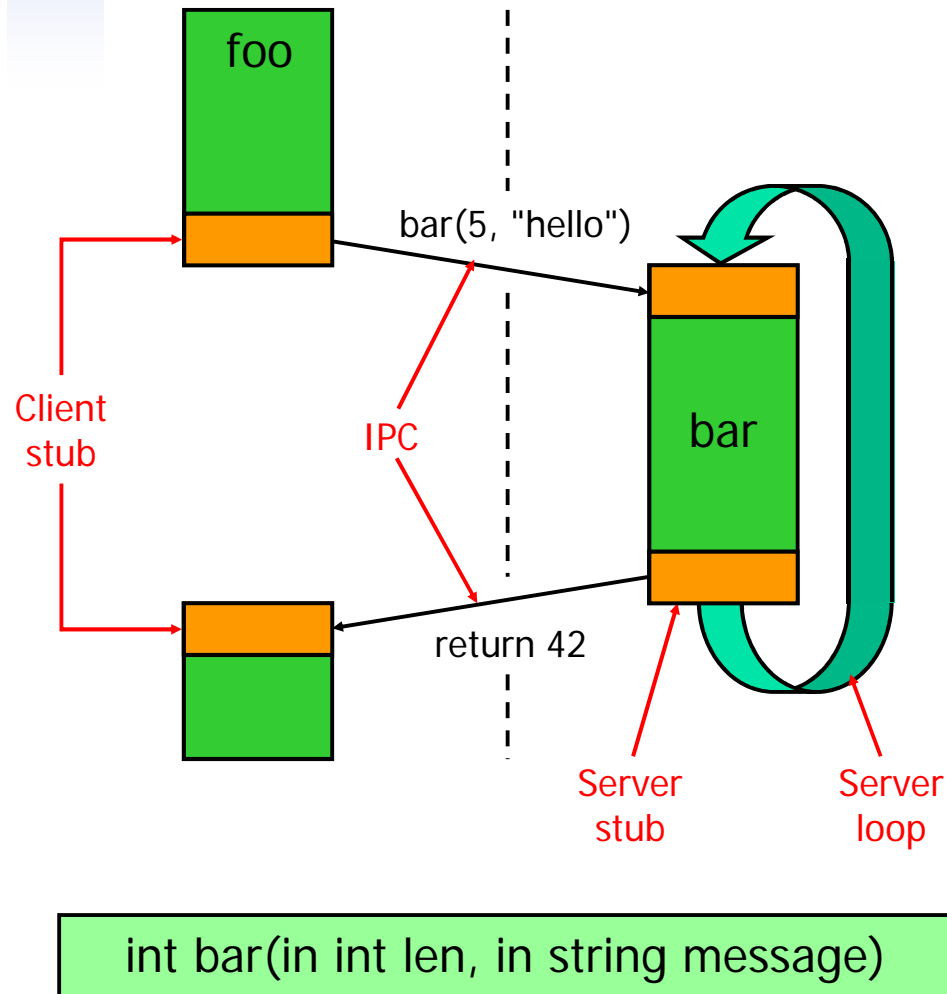 foo
bar(5, "hello")
Client
stub
IPC
bar
return 42
Server
stub
Server
loop
int bar(in int len, in string message)